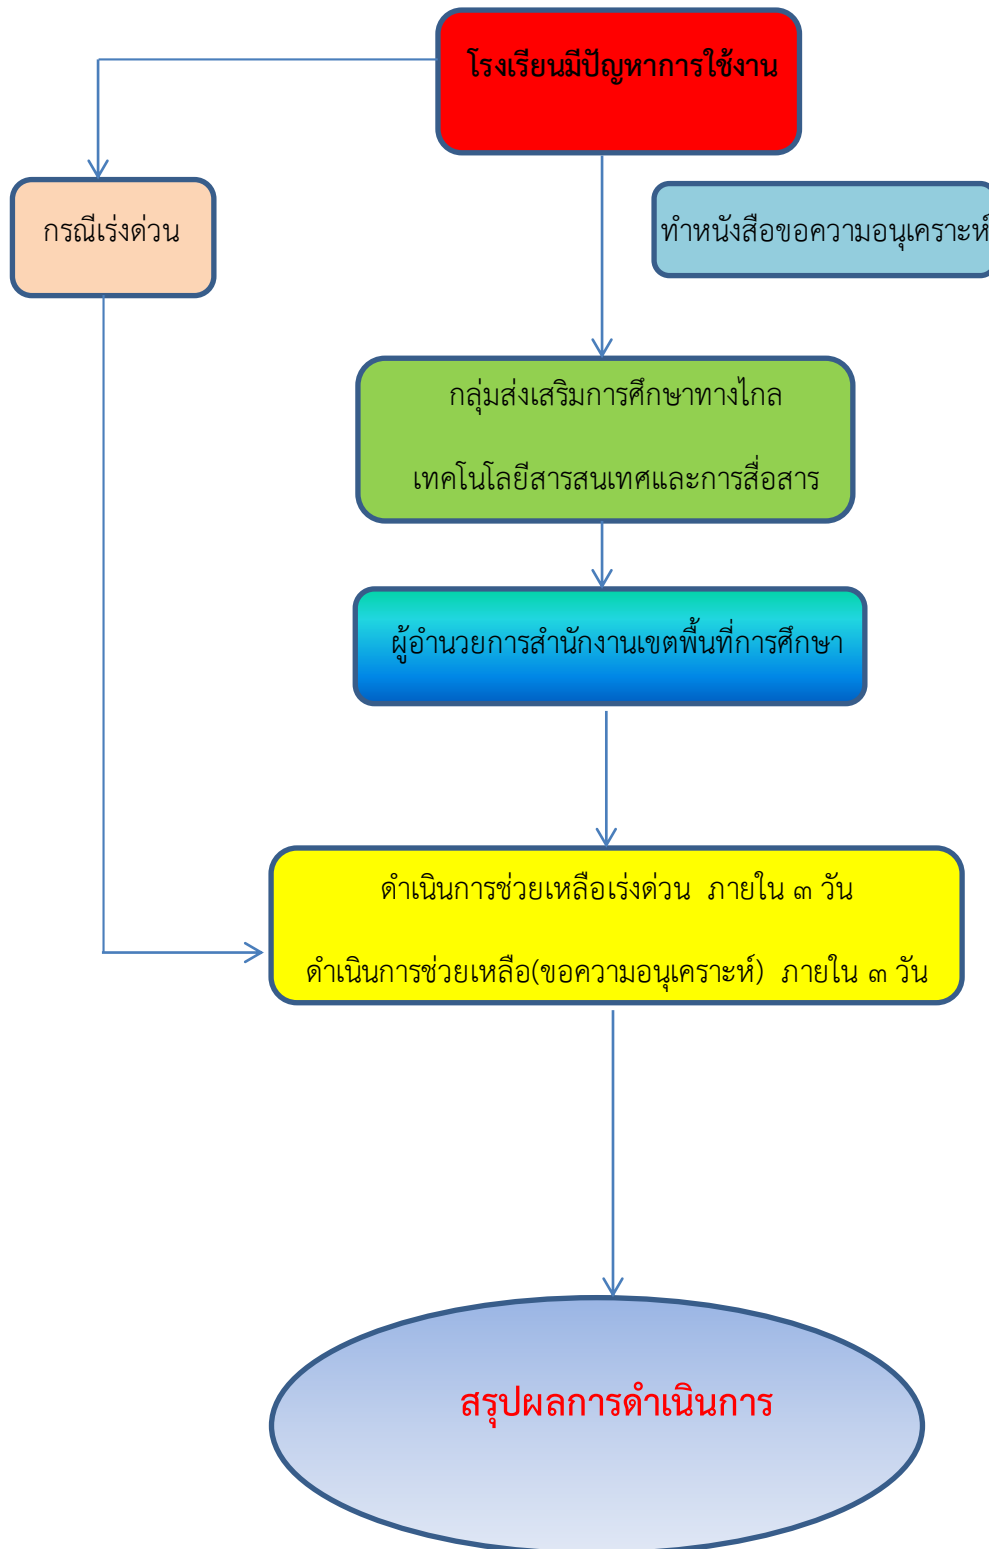 โรงเรียนมีปัญหาการใช้งาน
กรณีเร่งด่วน
ทำหนังสือขอความอนุเคราะห์
กลุ่มส่งเสริมการศึกษาทางไกล
เทคโนโลยีสารสนเทศและการสื่อสาร
ผู้อำนวยการสำนักงานเขตพื้นที่การศึกษา
ดำเนินการช่วยเหลือเร่งด่วน ภายใน ๓ วัน
ดำเนินการช่วยเหลือ(ขอความอนุเคราะห์) ภายใน ๓ วัน
สรุปผลการดำเนินการ